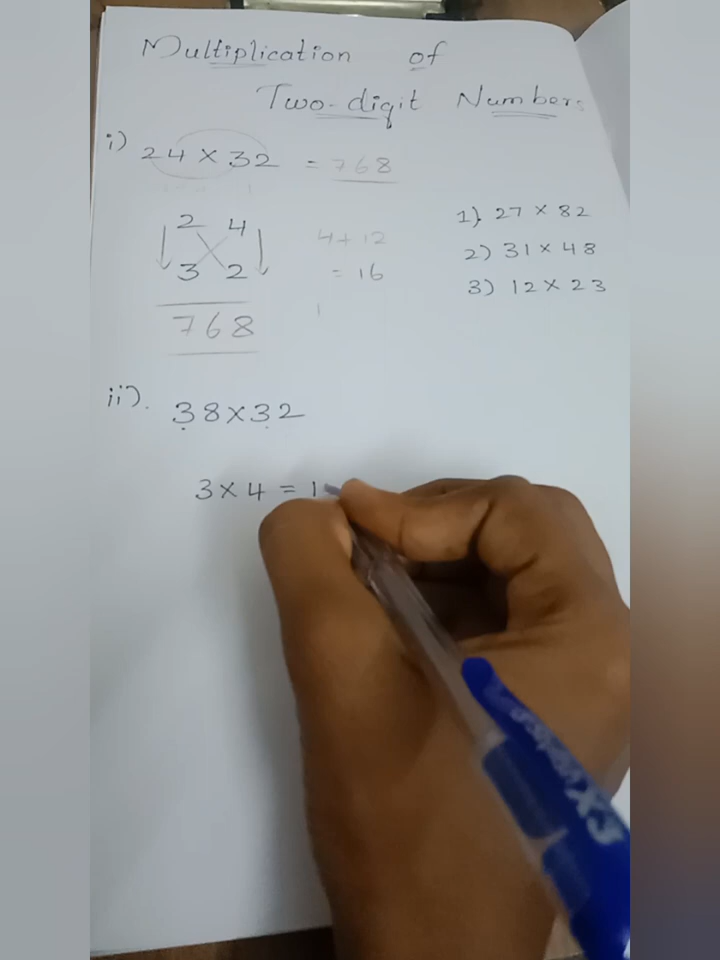 Multiplication of
Two-digit Numbers
i) 24 × 32 = 768
2 4
3 2
768
4 + 12
= 16
1
1) 27 × 82
2) 31 × 48
3) 12 × 23
ii). 38 × 32
3 × 4 = 1